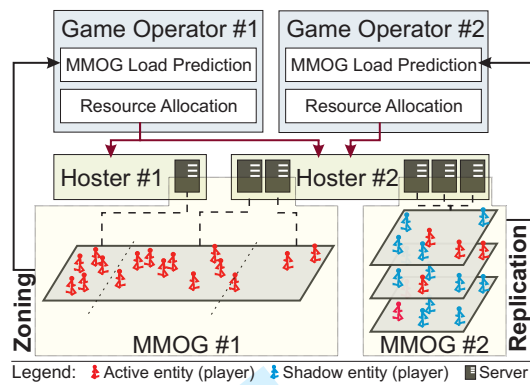 Game Operator #1
Game Operator #2
MMOG Load Prediction
MMOG Load Prediction
Resource Allocation
Resource Allocation
Hoster #1
Hoster #2
Zoning
Replication
MMOG #1
MMOG #2
Legend: Active entity (player) Shadow entity (player) Server